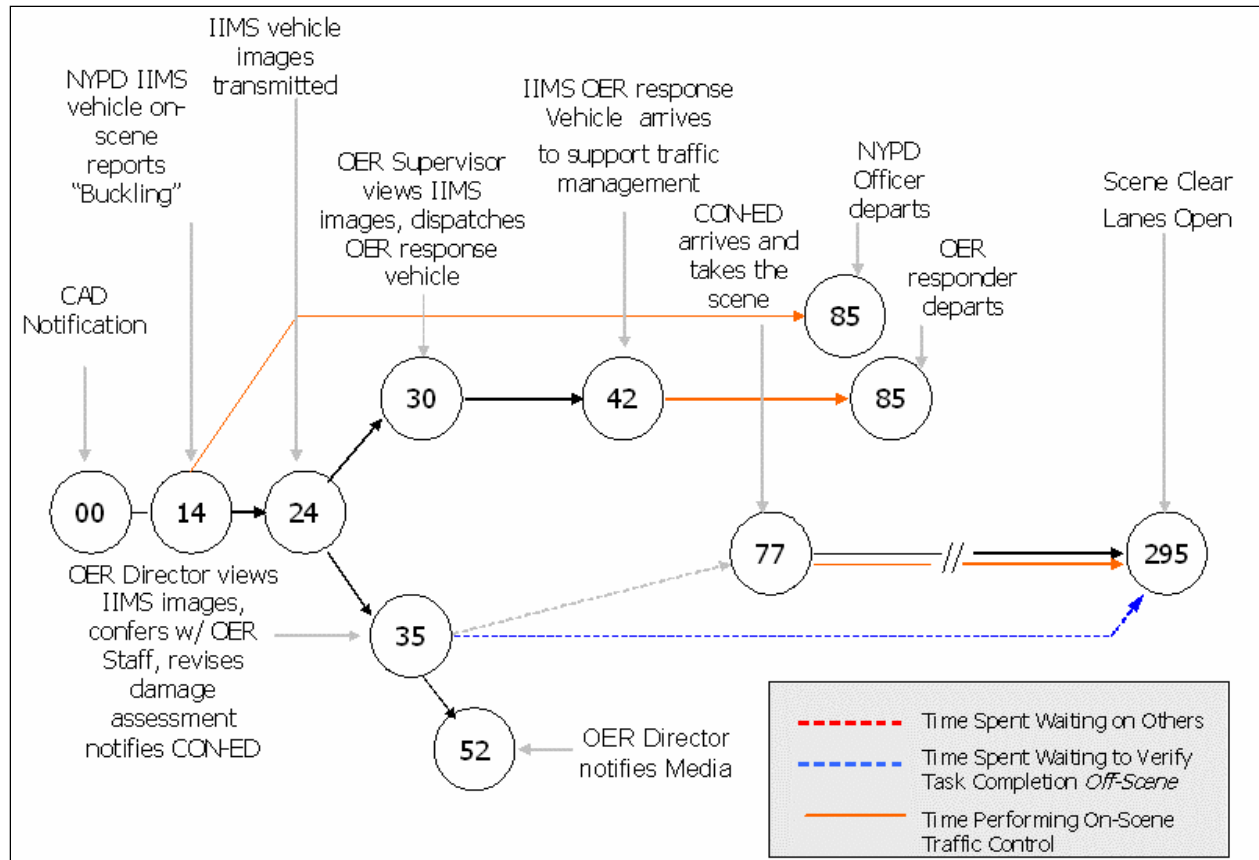 IIMS vehicle
images
transmitted
NYPD IIMS
vehicle on-
scene
reports
“Buckling”
CAD
Notification
OER Supervisor
views IIMS
images, dispatches
OER response
vehicle
IIMS OER response
Vehicle arrives
to support traffic
management
CON-ED
arrives and
takes the
scene
NYPD
Officer
departs
OER
responder
departs
Scene Clear
Lanes Open
85
30
42
85
00
14
24
77
//
295
OER Director views
IIMS images,
confers w/ OER
Staff, revises
damage
assessment
notifies CON-ED
35
52
OER Director
notifies Media
Time Spent Waiting on Others
Time Spent Waiting to Verify
Task Completion Off-Scene
Time Performing On-Scene
Traffic Control